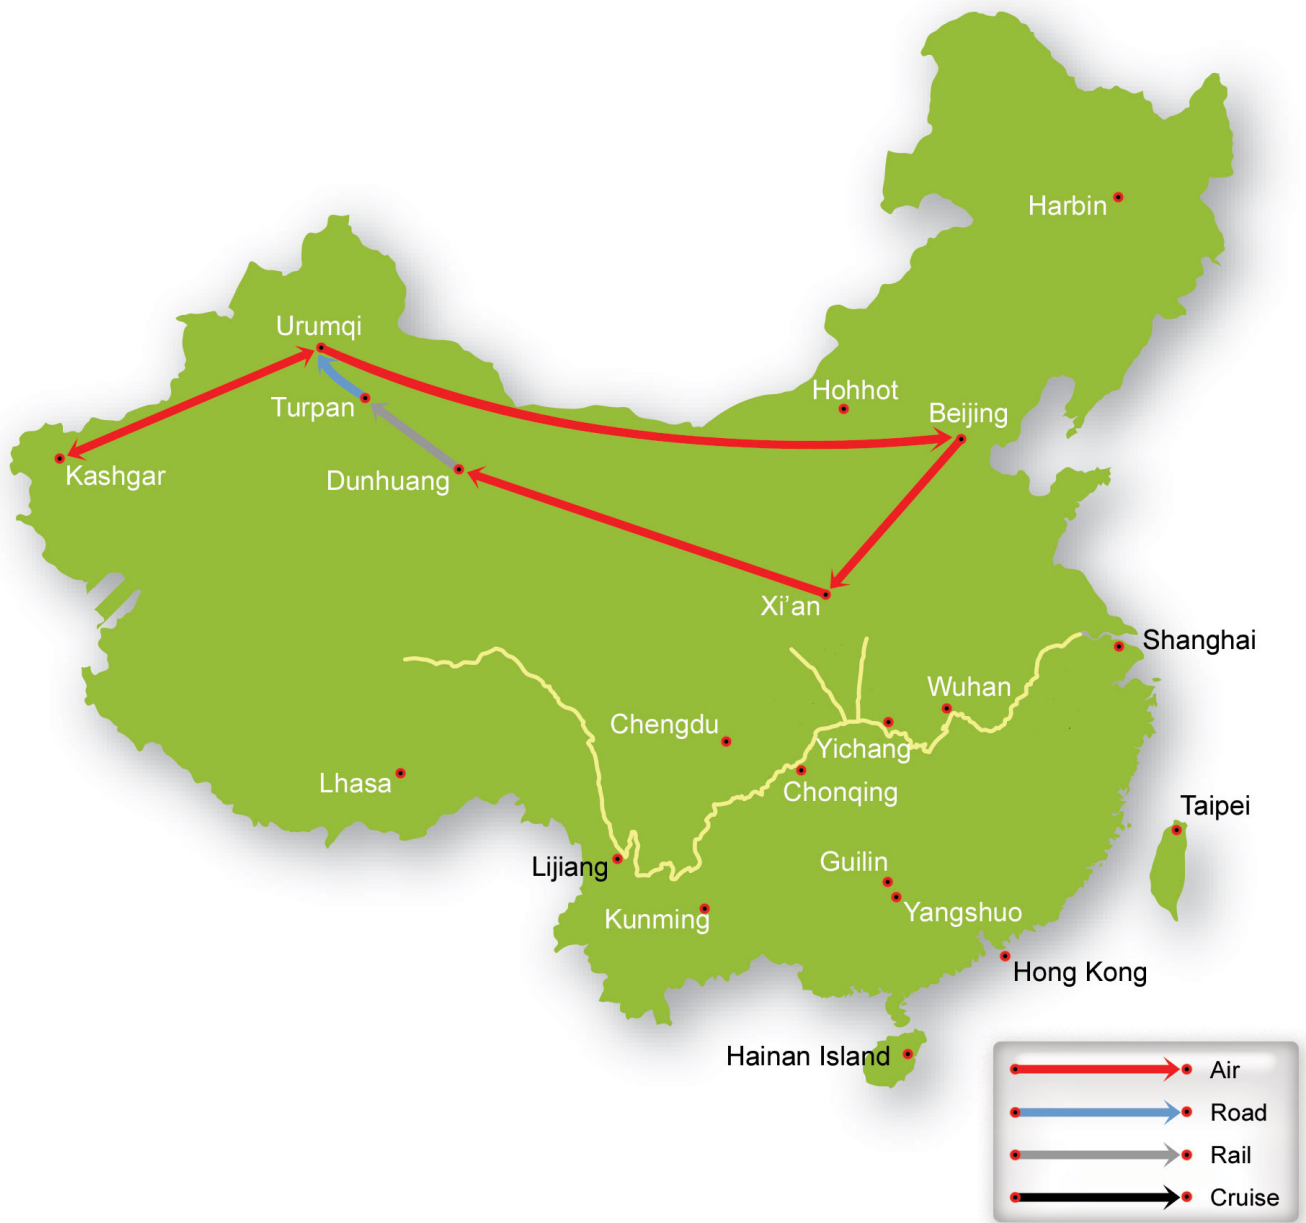 Harbin
Urumqi
Hohhot
Turpan
Beijing
Kashgar
Dunhuang
Xi'an
Shanghai
Wuhan
Chengdu
Yichang
Lhasa
Chonqing
Taipei
Lijiang
Guilin
Kunming
Yangshuo
Hong Kong
Hainan Island
Air
Road
Rail
Cruise